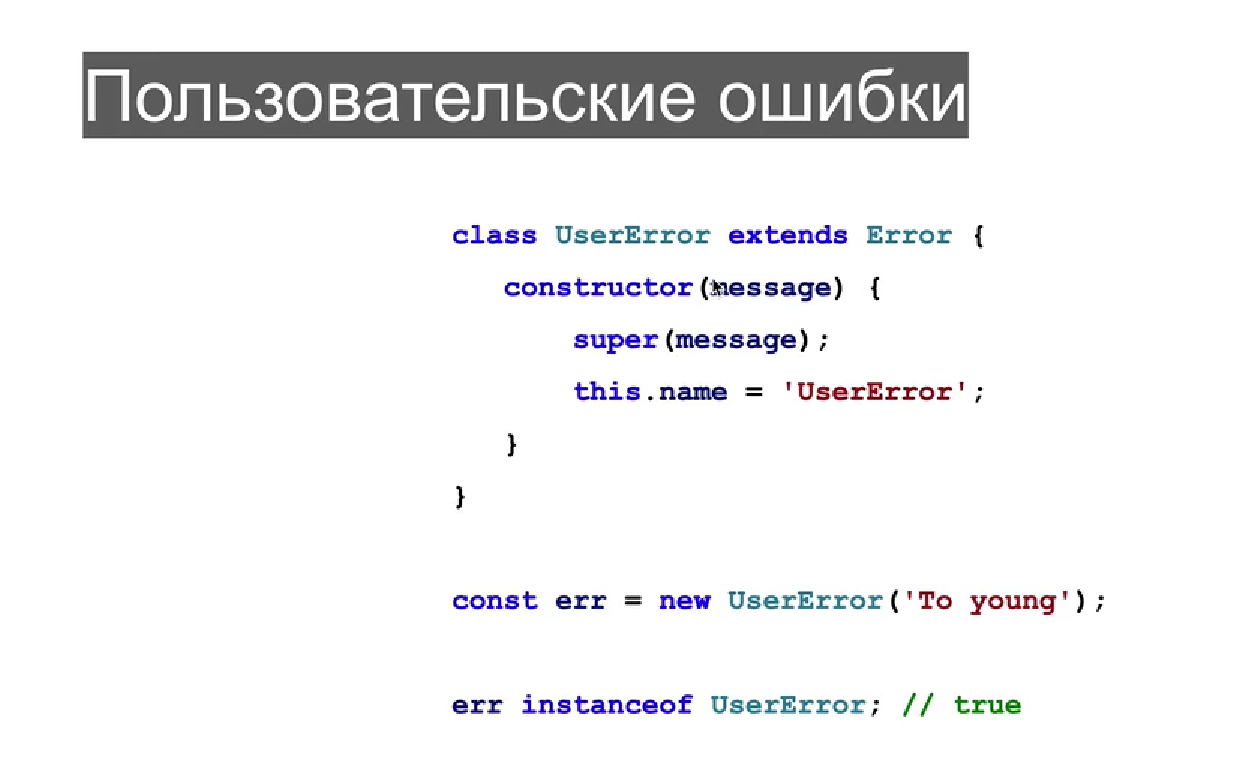 Пользовательские ошибки
class UserError extends Error {
constructor(message) {
super(message);
this.name = 'UserError';
}
}
const err = new UserError('To young');
err instanceof UserError; // true